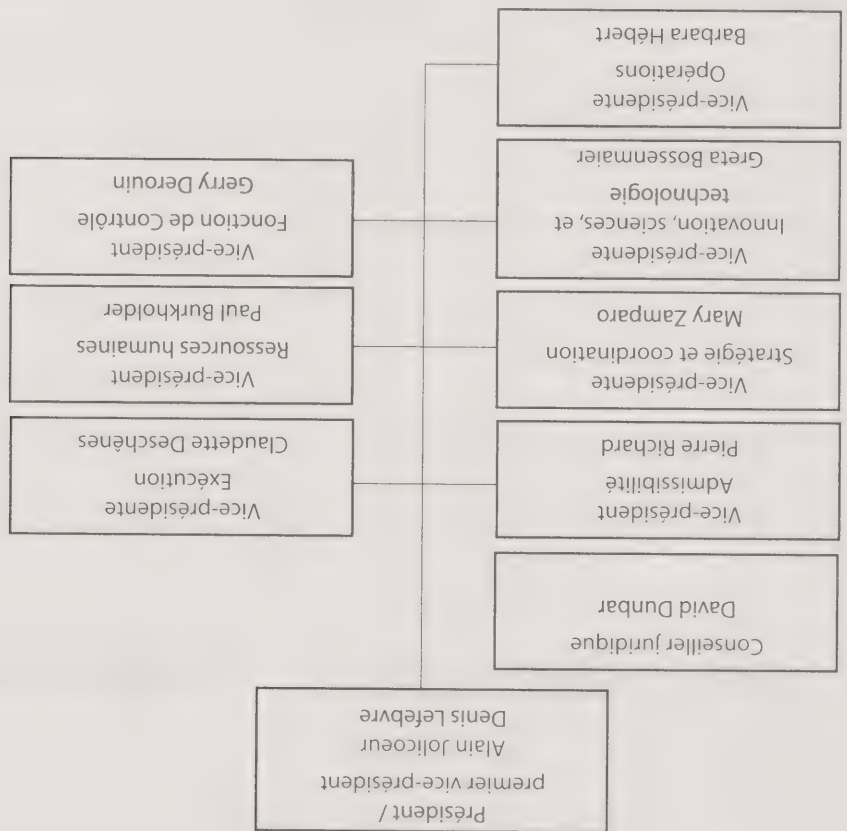 Président /
premier vice-président
Alain Jolicoeur
Denis Lefebvre
Conseiller juridique
David Dunbar
Vice-président
Admissibilité
Pierre Richard
Vice-présidente
Exécution
Claudette Deschênes
Vice-présidente
Stratégie et coordination
Mary Zamparo
Vice-président
Ressources humaines
Paul Burkholder
Vice-présidente
Innovation, sciences, et
technologie
Greta Bossenmaier
Vice-président
Fonction de Contrôle
Gerry Derouin
Vice-présidente
Opérations
Barbara Hébert